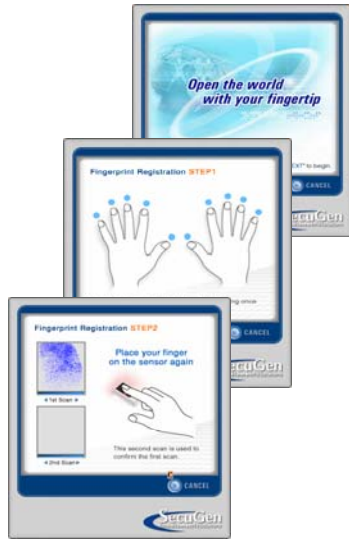 Open the world
with your fingertip
to begin.
CANCEL
SecuGen
Fingerprint Registration STEP1
once
CANCEL
SecuGen
Fingerprint Registration STEP2
Place your finger
on the sensor again
1st Scan
2nd Scan
This second scan is used to
confirm the first scan.
CANCEL
SecuGen